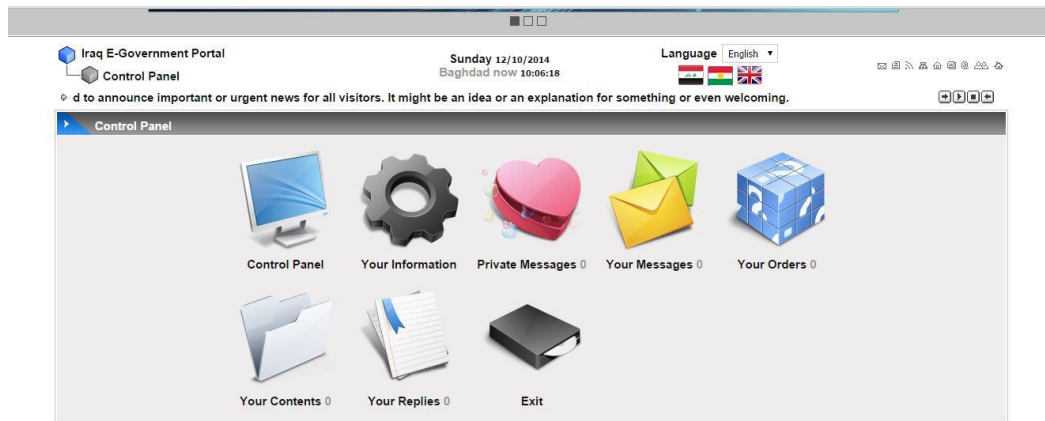 Iraq E-Government Portal
Control Panel
Sunday 12/10/2014
Baghdad now 10:06:18
Language English
d to announce important or urgent news for all visitors. It might be an idea or an explanation for something or even welcoming.
Control Panel
Control Panel
Your Information
Private Messages 0
Your Messages 0
Your Orders 0
Your Contents 0
Your Replies 0
Exit